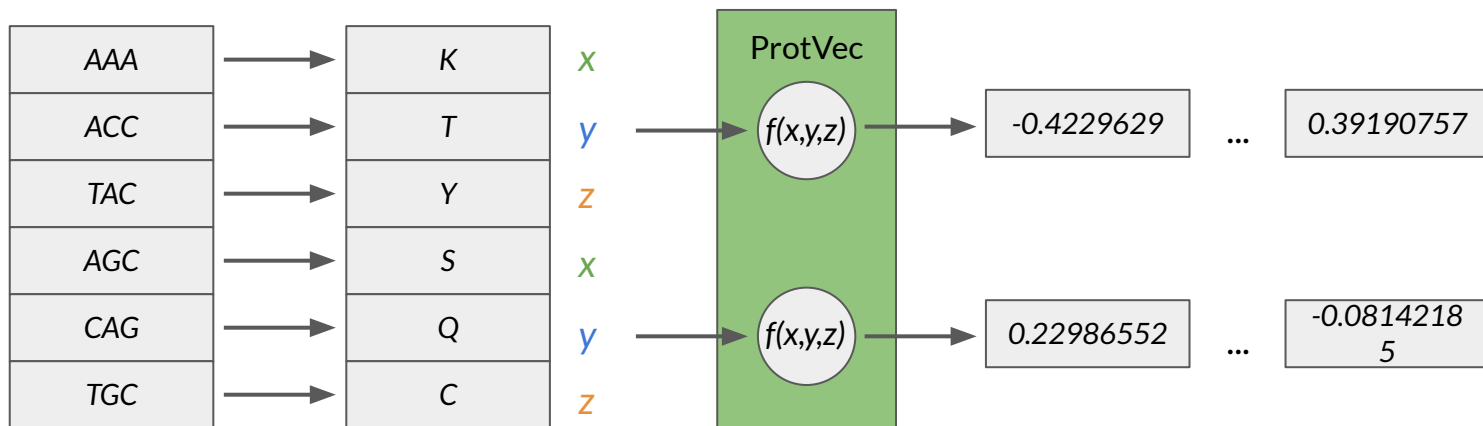 ProtVec
AAA K x
ACC T y f(x,y,z) -0.4229629 ... 0.39190757
TAC Y z
AGC S x
CAG Q y f(x,y,z) 0.22986552 ... -0.0814218
5
TGC C z